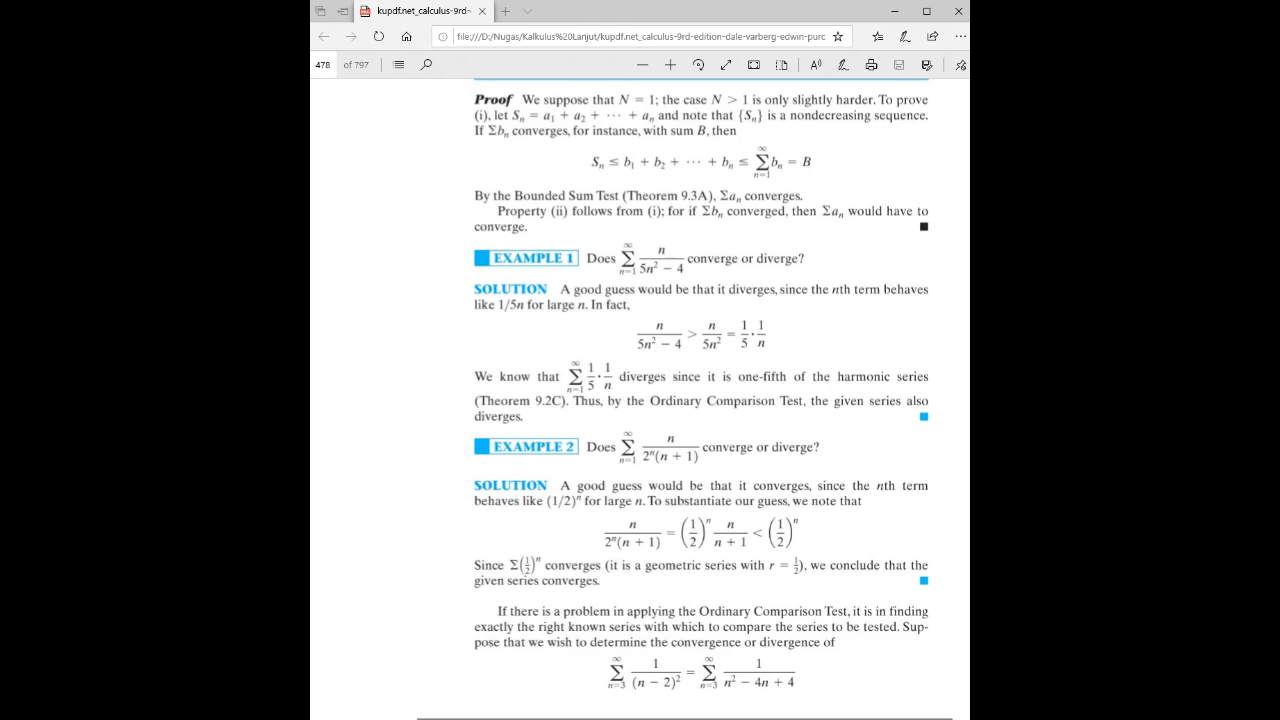 kupdf.net_calculus-9rd-
file:///D:/Nugas/Kalkulus%20Lanjut/kupdf.net_calculus-9rd-edition-dale-varberg-edwin-purc
478 of 797
Proof We suppose that N = 1; the case N > 1 is only slightly harder. To prove
(i), let Sₙ = a₁ + a₂ + ··· + aₙ and note that {Sₙ} is a nondecreasing sequence.
If Σbₙ converges, for instance, with sum B, then
Sₙ ≤ b₁ + b₂ + ··· + bₙ ≤ ∑_{n=1}^{∞} bₙ = B
By the Bounded Sum Test (Theorem 9.3A), Σaₙ converges.
Property (ii) follows from (i); for if Σbₙ converged, then Σaₙ would have to
converge.
EXAMPLE 1 Does ∑_{n=1}^{∞} n/(5n² − 4) converge or diverge?
SOLUTION A good guess would be that it diverges, since the nth term behaves
like 1/5n for large n. In fact,
n/(5n² − 4) > n/5n² = 1/5 · 1/n
We know that ∑_{n=1}^{∞} 1/5 · 1/n diverges since it is one-fifth of the harmonic series
(Theorem 9.2C). Thus, by the Ordinary Comparison Test, the given series also
diverges.
EXAMPLE 2 Does ∑_{n=1}^{∞} n/(2ⁿ(n + 1)) converge or diverge?
SOLUTION A good guess would be that it converges, since the nth term
behaves like (1/2)ⁿ for large n. To substantiate our guess, we note that
n/(2ⁿ(n + 1)) = (1/2)ⁿ n/(n + 1) < (1/2)ⁿ
Since Σ(1/2)ⁿ converges (it is a geometric series with r = 1/2), we conclude that the
given series converges.
If there is a problem in applying the Ordinary Comparison Test, it is in finding
exactly the right known series with which to compare the series to be tested. Sup-
pose that we wish to determine the convergence or divergence of
∑_{n=3}^{∞} 1/(n − 2)² = ∑_{n=3}^{∞} 1/(n² − 4n + 4)